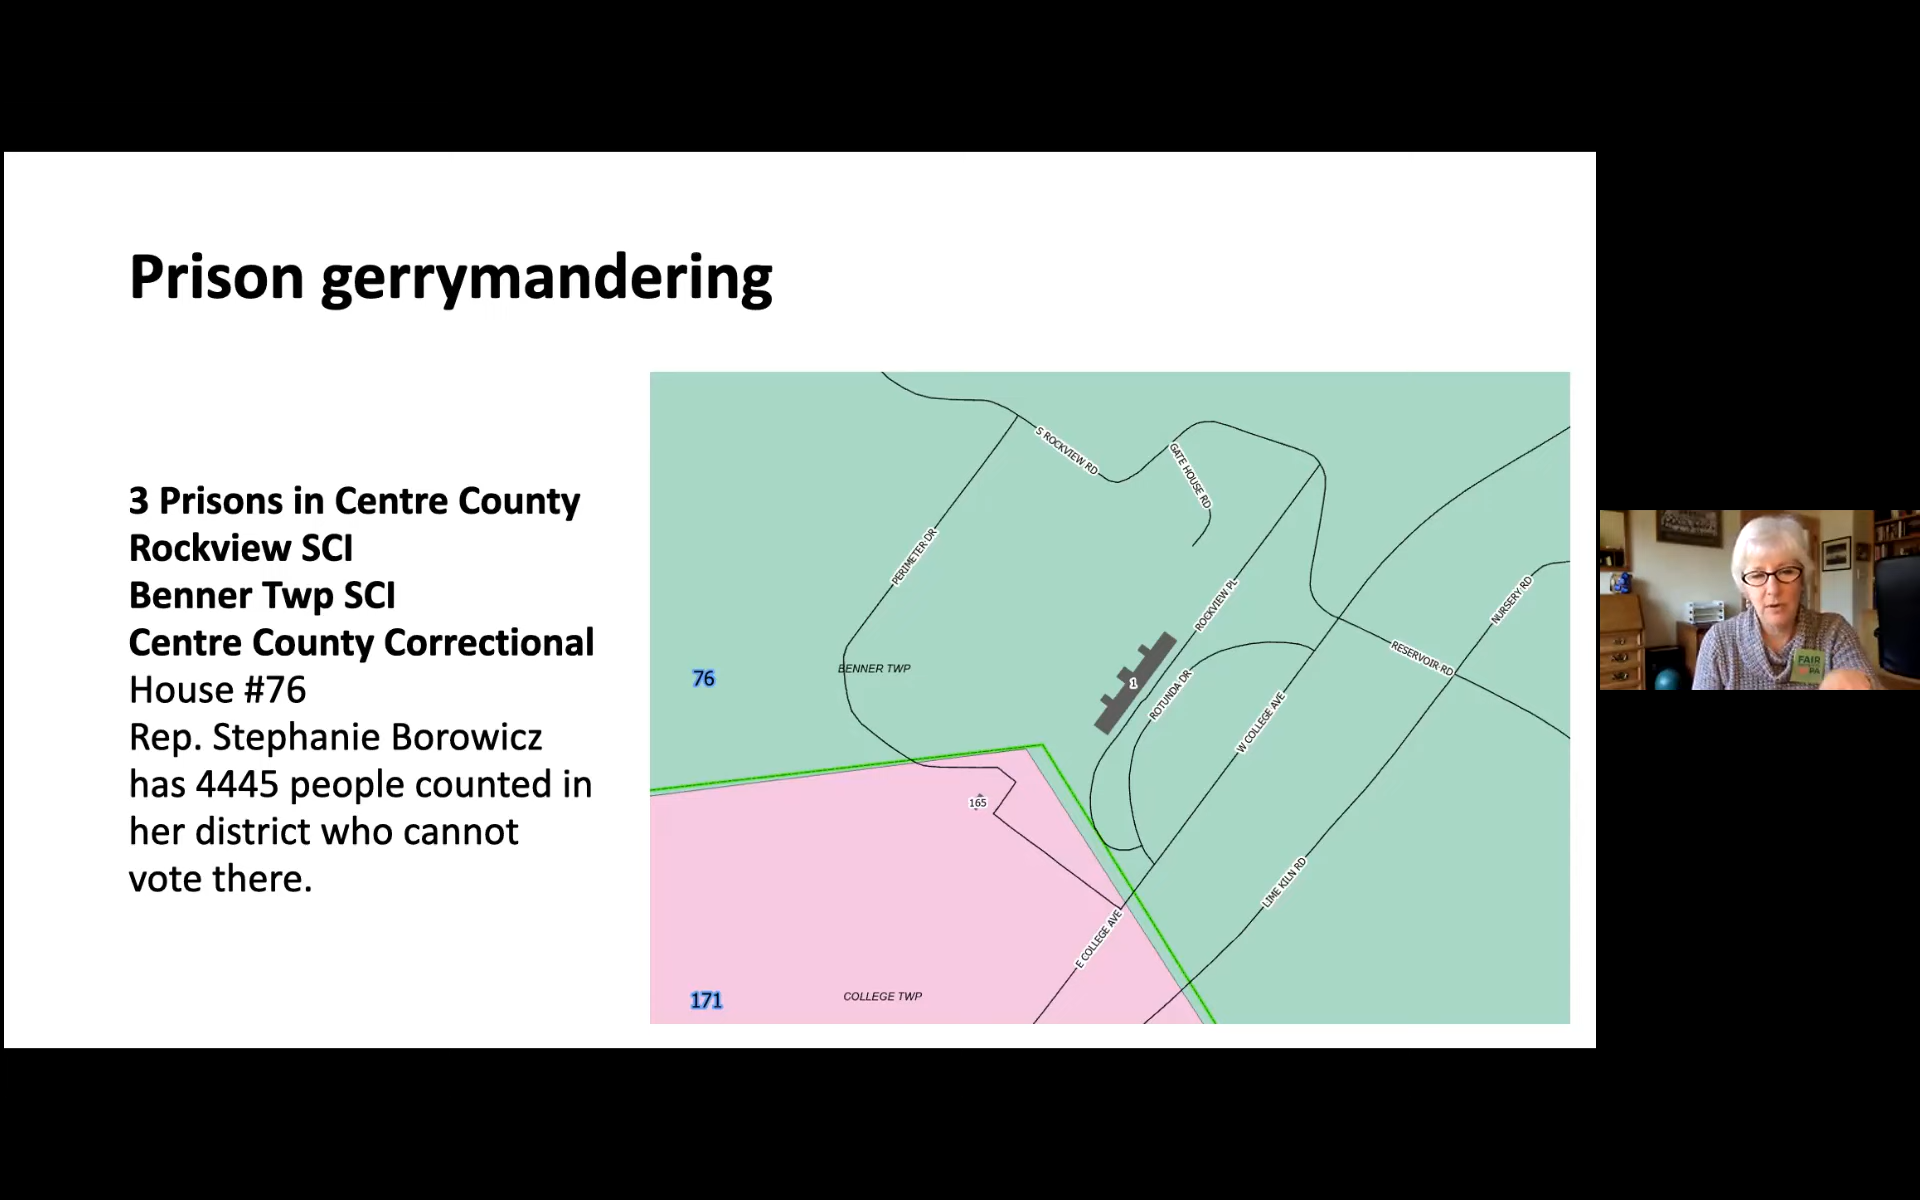 Prison gerrymandering
3 Prisons in Centre County
Rockview SCI
Benner Twp SCI
Centre County Correctional
House #76
Rep. Stephanie Borowicz
has 4445 people counted in
her district who cannot
vote there.
S ROCKVIEW RD
GATE HOUSE RD
PERIMETER DR
ROCKVIEW PL
NURSERY RD
RESERVOIR RD
BENNER TWP
76
1
ROTUNDA DR
W COLLEGE AVE
165
LIME KILN RD
E COLLEGE AVE
171
COLLEGE TWP
FAIR
PA